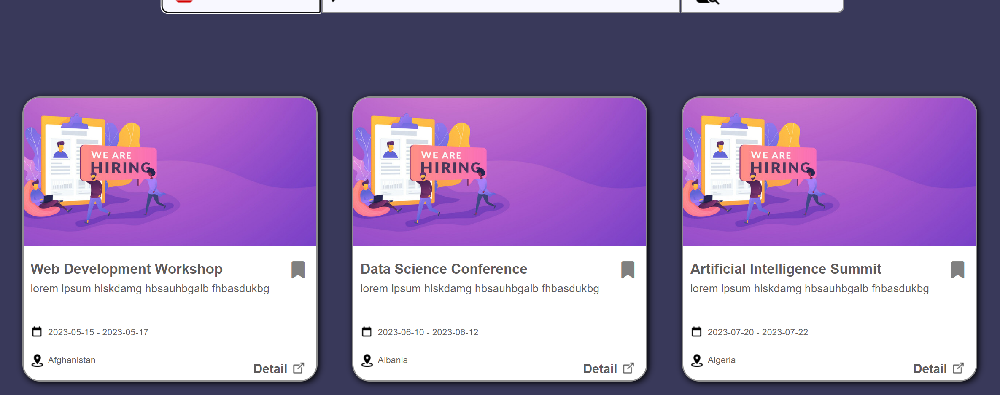 WE ARE
HIRING
Web Development Workshop
lorem ipsum hiskdamg hbsauhbgaib fhbasdukbg
2023-05-15 - 2023-05-17
Afghanistan
Detail
WE ARE
HIRING
Data Science Conference
lorem ipsum hiskdamg hbsauhbgaib fhbasdukbg
2023-06-10 - 2023-06-12
Albania
Detail
WE ARE
HIRING
Artificial Intelligence Summit
lorem ipsum hiskdamg hbsauhbgaib fhbasdukbg
2023-07-20 - 2023-07-22
Algeria
Detail